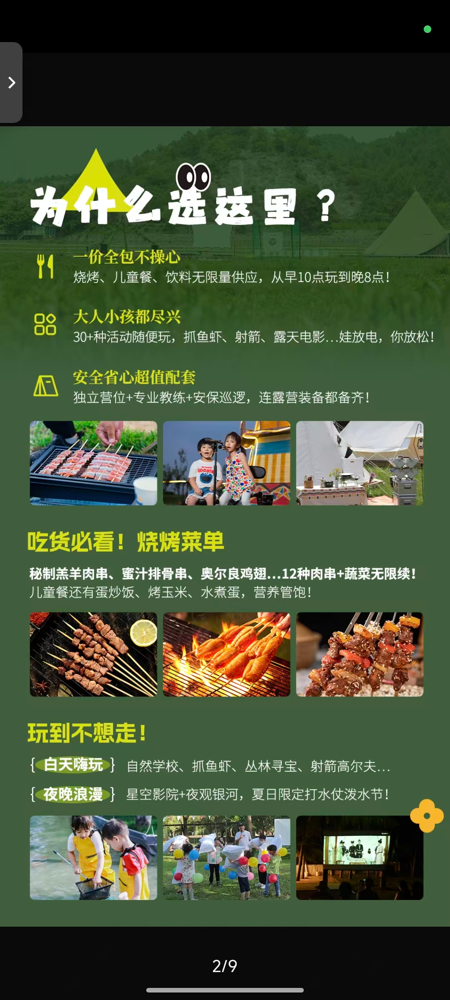 为什么选这里？
一价全包不操心
烧烤、儿童餐、饮料无限量供应，从早10点玩到晚8点！
大人小孩都尽兴
30+种活动随便玩，抓鱼虾、射箭、露天电影…娃放电，你放松！
安全省心超值配套
独立营位+专业教练+安保巡逻，连露营装备都备齐！
吃货必看！烧烤菜单
秘制羔羊肉串、蜜汁排骨串、奥尔良鸡翅…12种肉串+蔬菜无限续！
儿童餐还有蛋炒饭、烤玉米、水煮蛋，营养管饱！
玩到不想走！
{白天嗨玩} 自然学校、抓鱼虾、丛林寻宝、射箭高尔夫…
{夜晚浪漫} 星空影院+夜观银河，夏日限定打水仗泼水节！
2/9